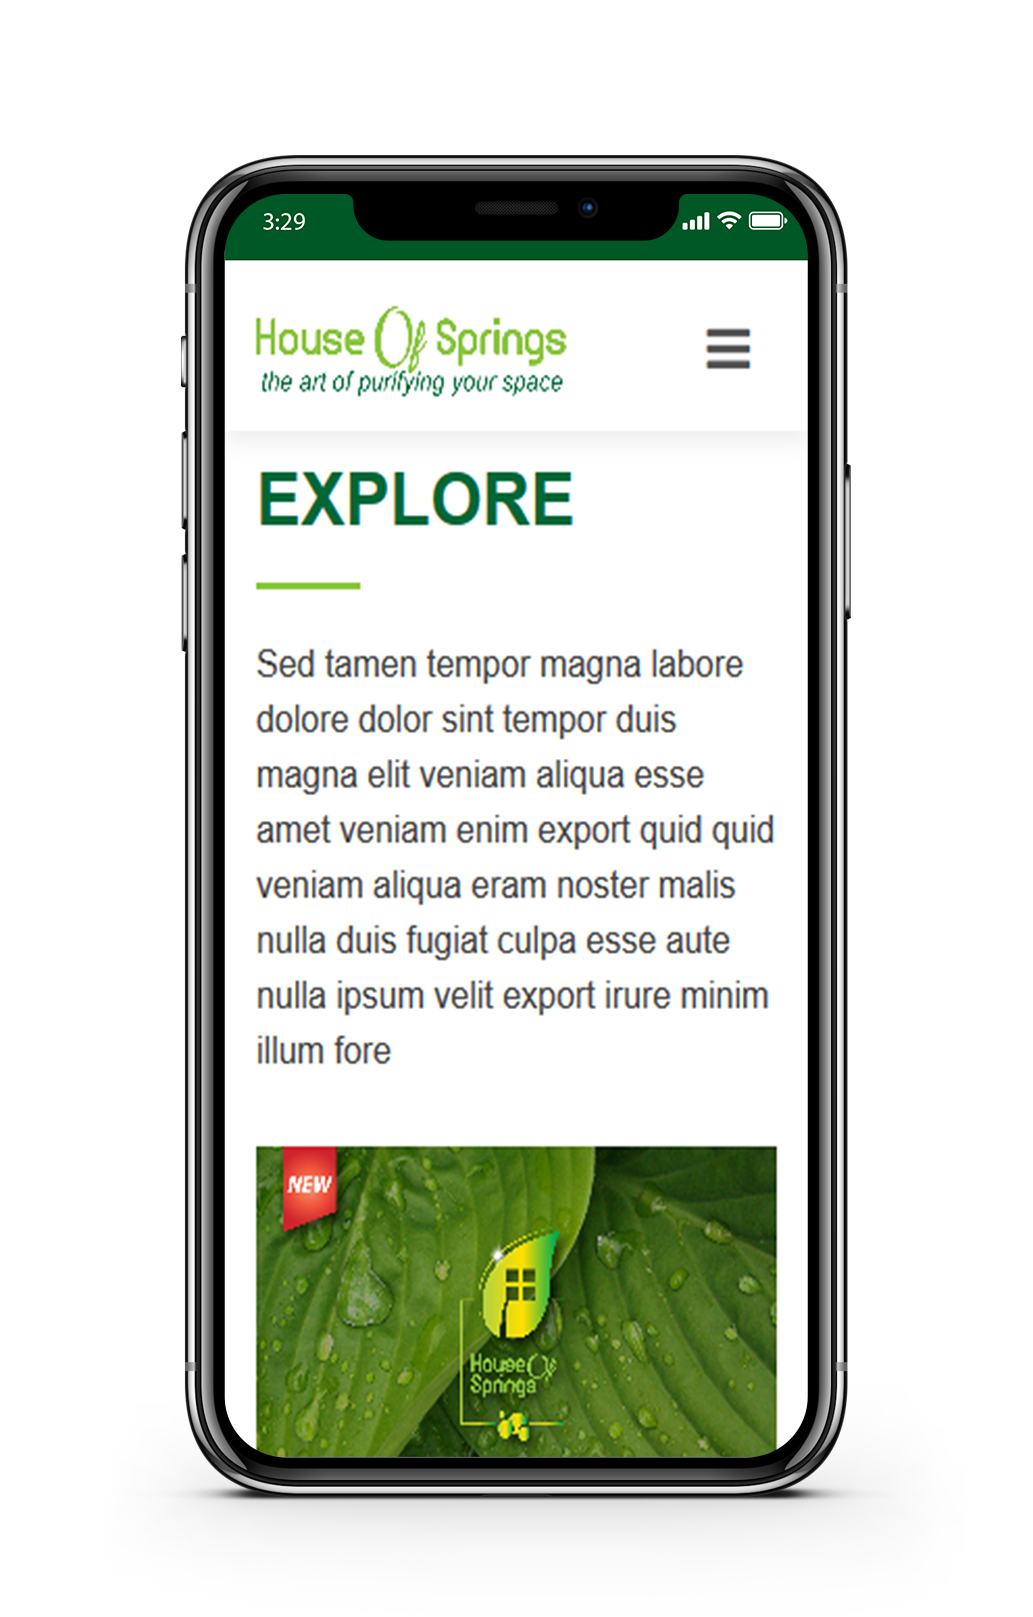 3:29
House Of Springs
the art of purifying your space
EXPLORE
Sed tamen tempor magna labore
dolore dolor sint tempor duis
magna elit veniam aliqua esse
amet veniam enim export quid quid
veniam aliqua eram noster malis
nulla duis fugiat culpa esse aute
nulla ipsum velit export irure minim
illum fore
NEW
House Of
Springs